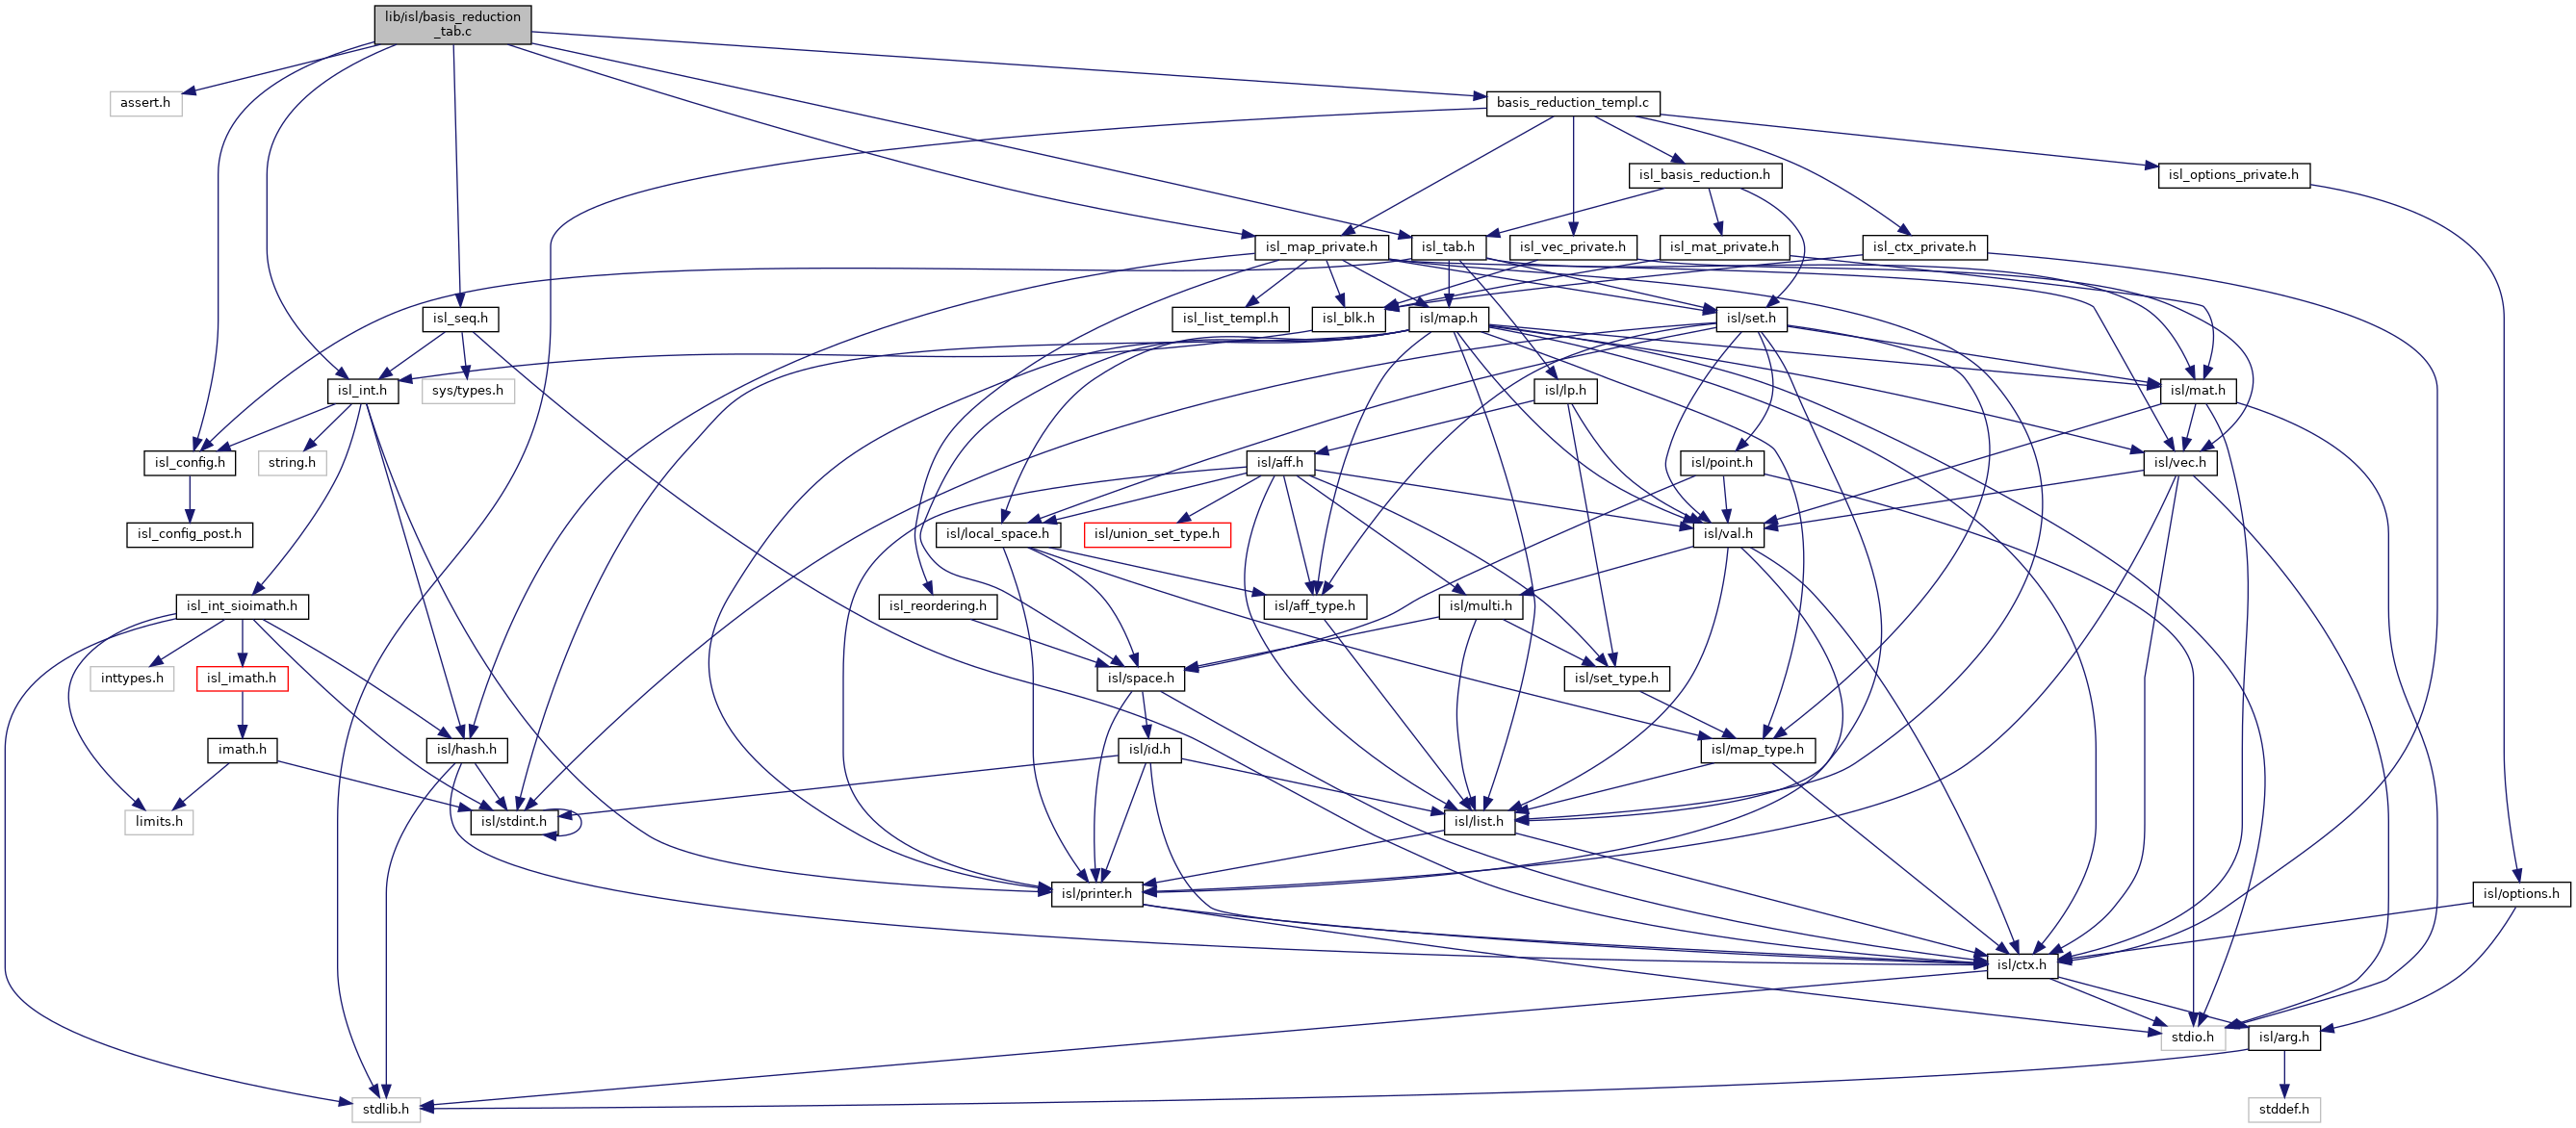 lib/isl/basis_reduction
_tab.c
assert.h
basis_reduction_templ.c
isl_basis_reduction.h
isl_options_private.h
isl_map_private.h
isl_tab.h
isl_vec_private.h
isl_mat_private.h
isl_ctx_private.h
isl_seq.h
isl_list_templ.h
isl_blk.h
isl/map.h
isl/set.h
isl_int.h
sys/types.h
isl/lp.h
isl/mat.h
isl_config.h
string.h
isl/aff.h
isl/point.h
isl/vec.h
isl_config_post.h
isl/local_space.h
isl/union_set_type.h
isl/val.h
isl_int_sioimath.h
isl_reordering.h
isl/aff_type.h
isl/multi.h
inttypes.h
isl_imath.h
isl/space.h
isl/set_type.h
imath.h
isl/hash.h
isl/id.h
isl/map_type.h
limits.h
isl/stdint.h
isl/list.h
isl/printer.h
isl/options.h
isl/ctx.h
stdio.h
isl/arg.h
stdlib.h
stddef.h